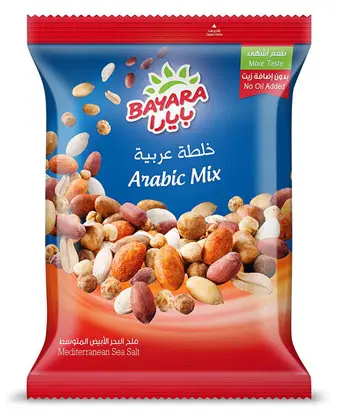 طعم أشهى
More Taste
بدون إضافة زيت
No Oil Added
BAYARA
بايارا
خلطة عربية
Arabic Mix
ملح البحر الأبيض المتوسط
Mediterranean Sea Salt